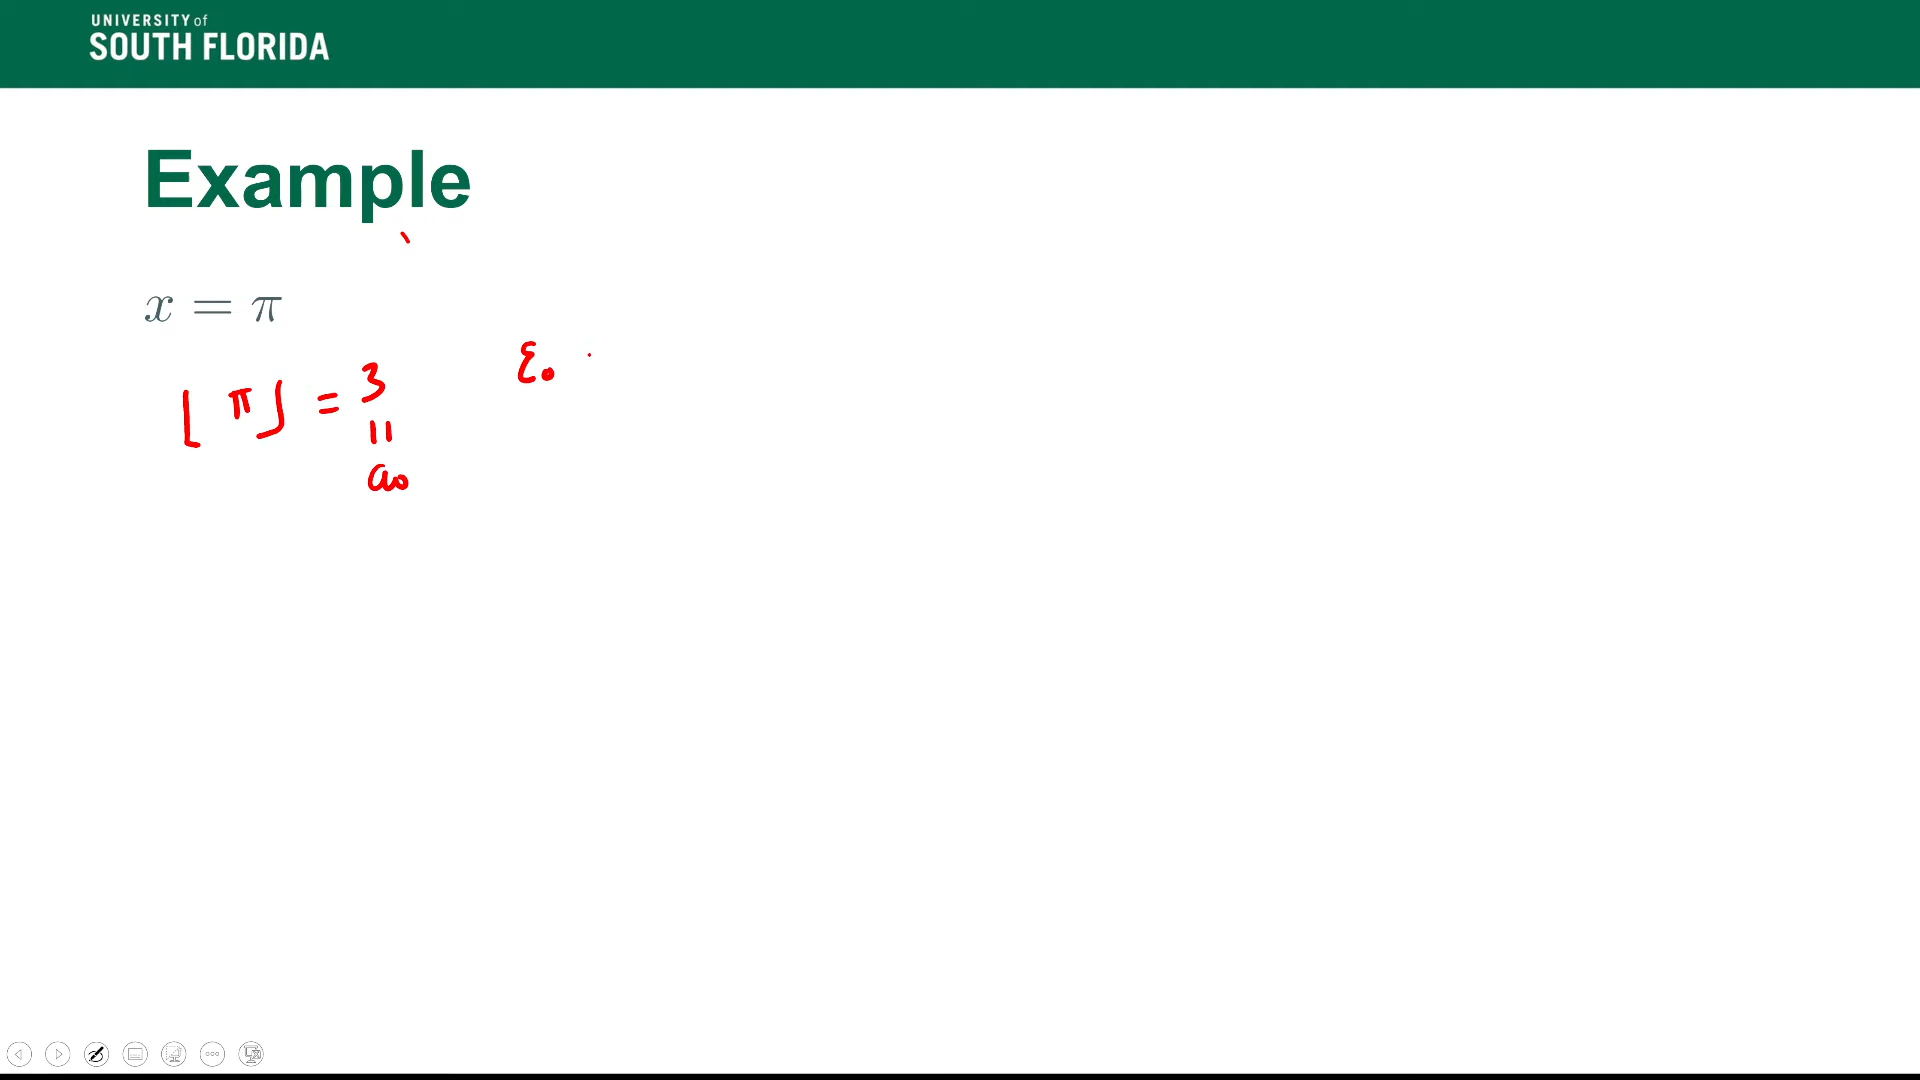 UNIVERSITY of
SOUTH FLORIDA
Example
x = π
⌊ π ⌋ = 3
ε₀
||
a₀